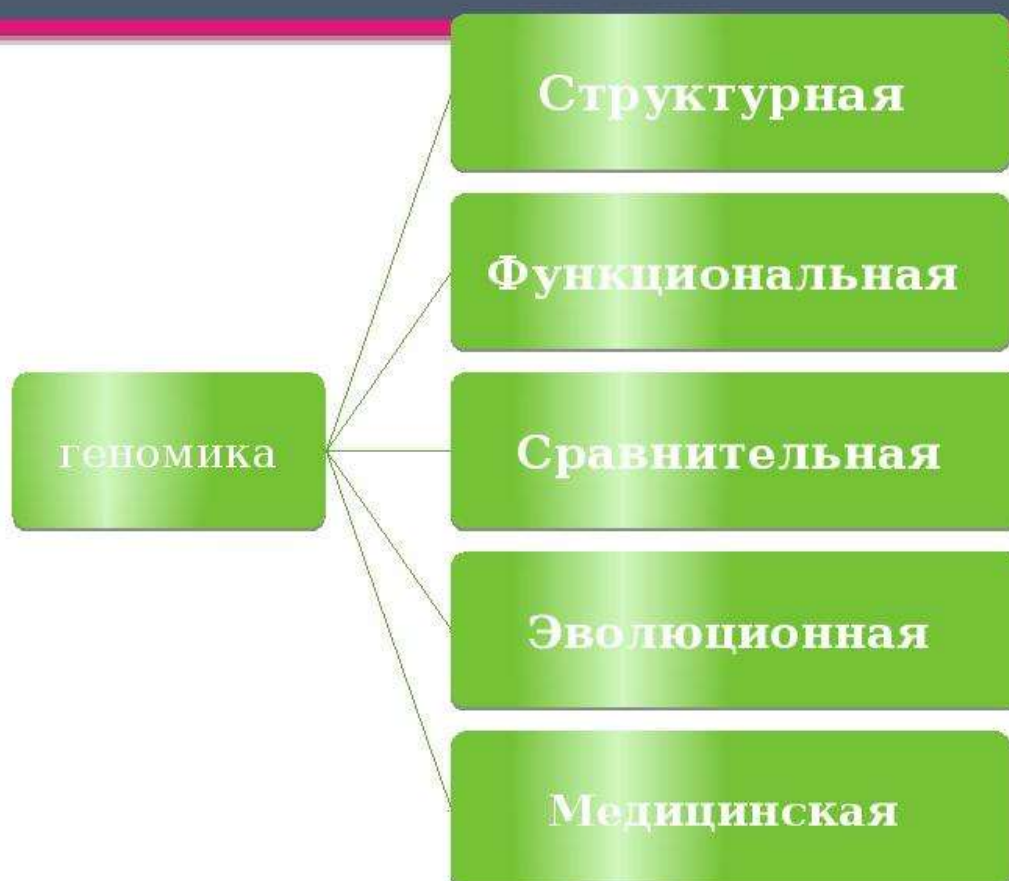 Структурная
Функциональная
геномика
Сравнительная
Эволюционная
Медицинская